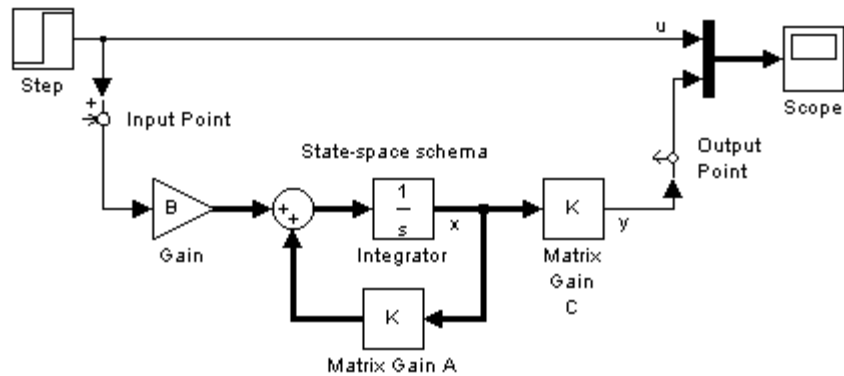 Step
u
Scope
+
Input Point
Output
Point
State-space schema
B
Gain
+
+
1
s
Integrator
x
K
Matrix
Gain
C
y
K
Matrix Gain A